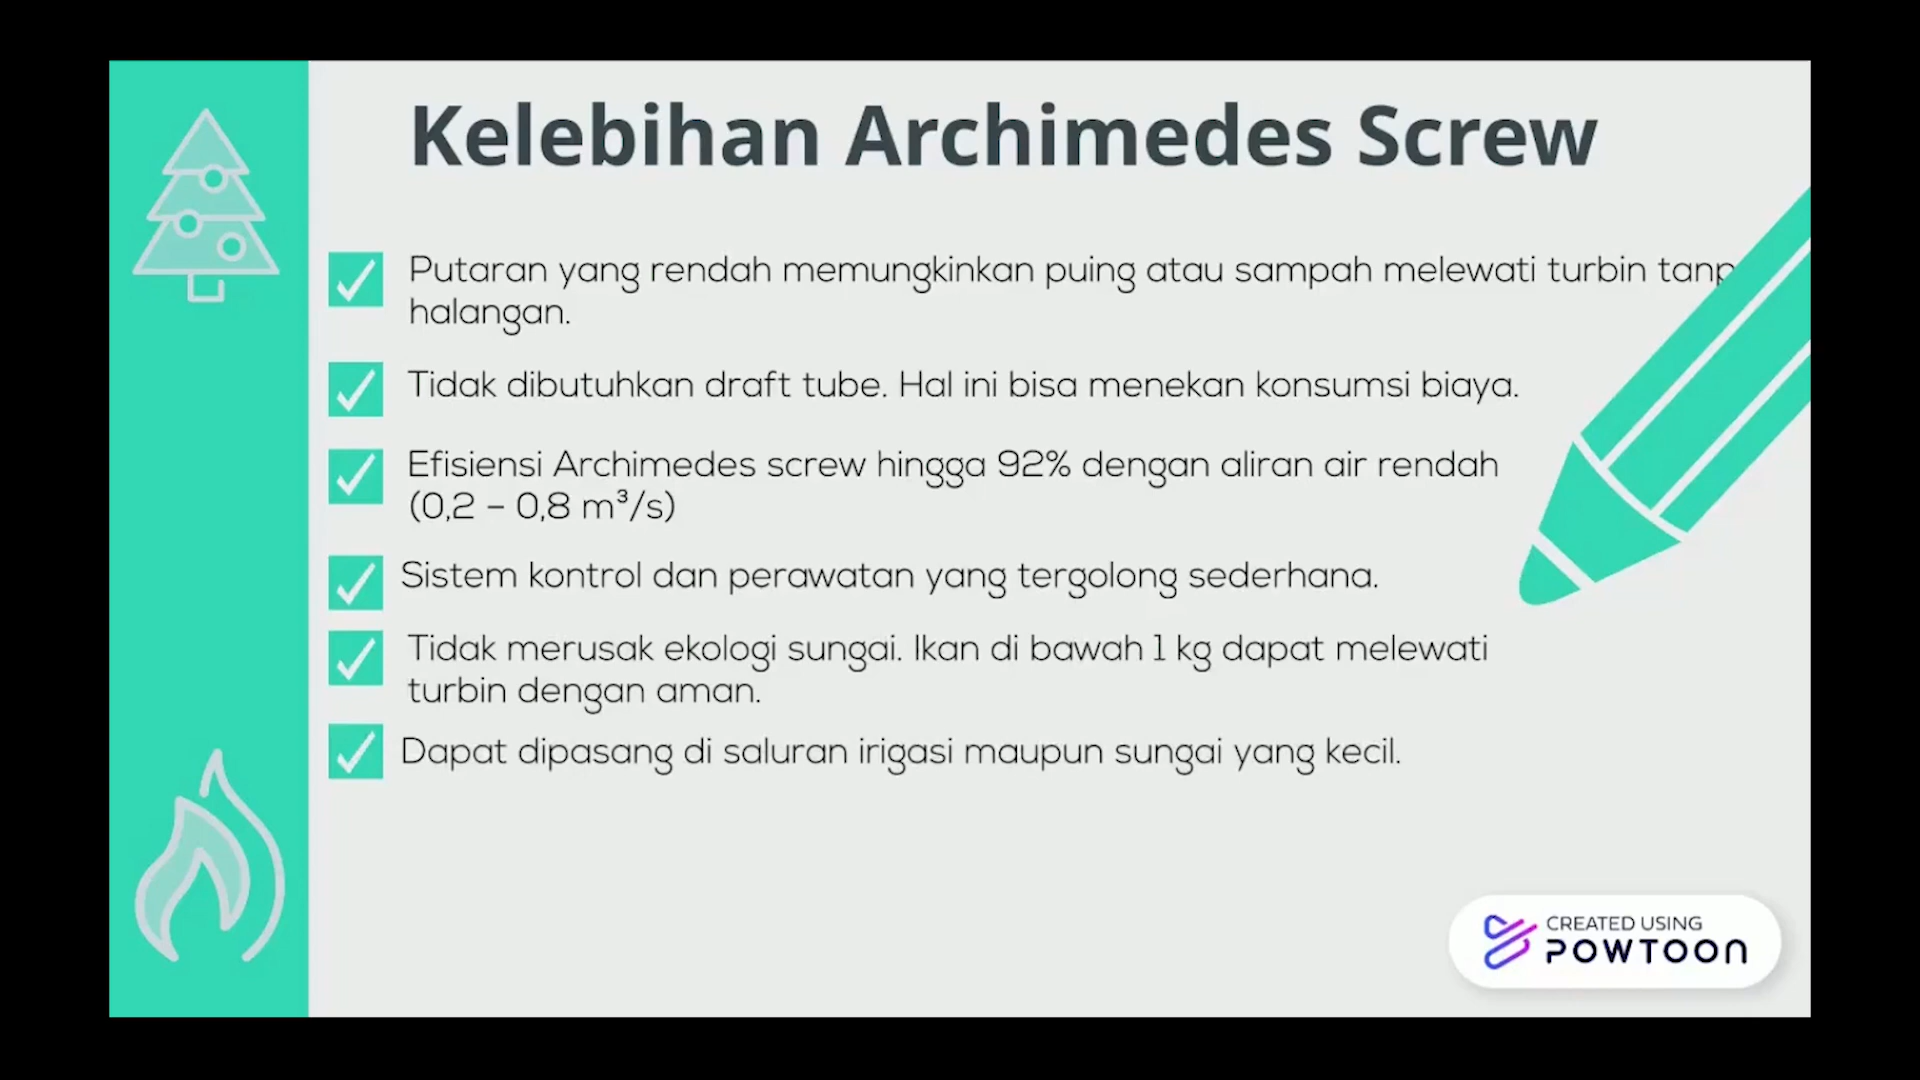 Kelebihan Archimedes Screw
Putaran yang rendah memungkinkan puing atau sampah melewati turbin
halangan.
Tidak dibutuhkan draft tube. Hal ini bisa menekan konsumsi biaya.
Efisiensi Archimedes screw hingga 92% dengan aliran air rendah
(0,2 – 0,8 m³/s)
Sistem kontrol dan perawatan yang tergolong sederhana.
Tidak merusak ekologi sungai. Ikan di bawah 1 kg dapat melewati
turbin dengan aman.
Dapat dipasang di saluran irigasi maupun sungai yang kecil.
CREATED USING
POWTOON